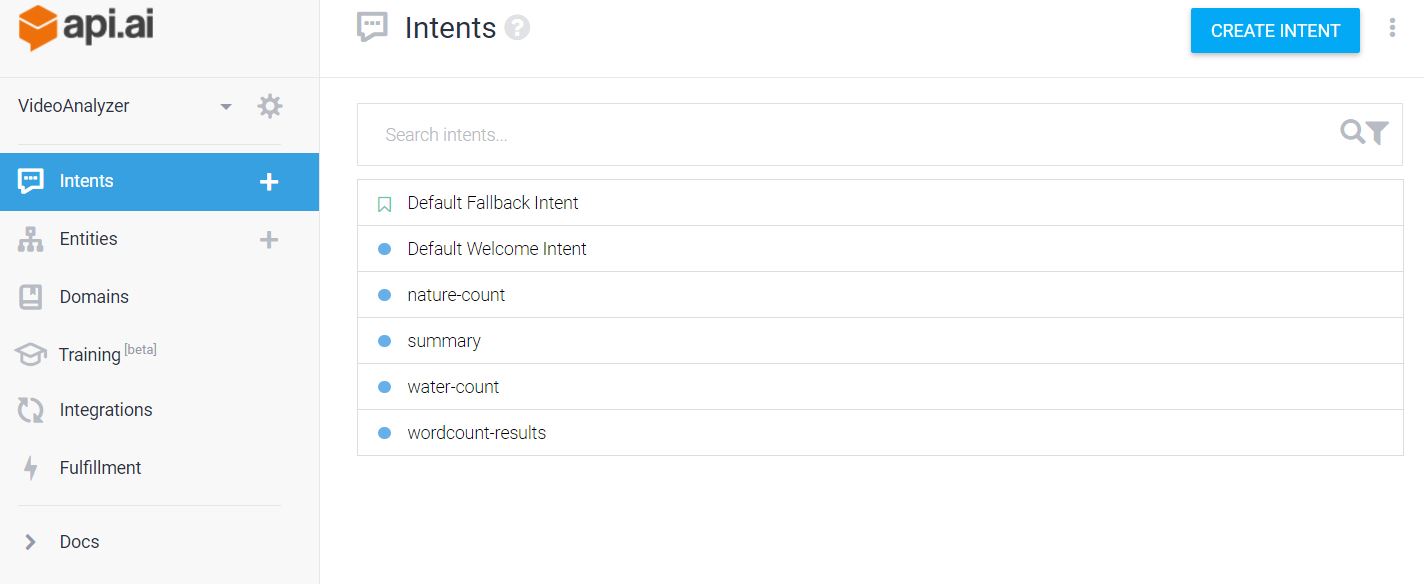 api.ai
Intents ?
CREATE INTENT
VideoAnalyzer
Search intents...
Intents
Entities
Domains
Training [beta]
Integrations
Fulfillment
Docs
Default Fallback Intent
Default Welcome Intent
nature-count
summary
water-count
wordcount-results